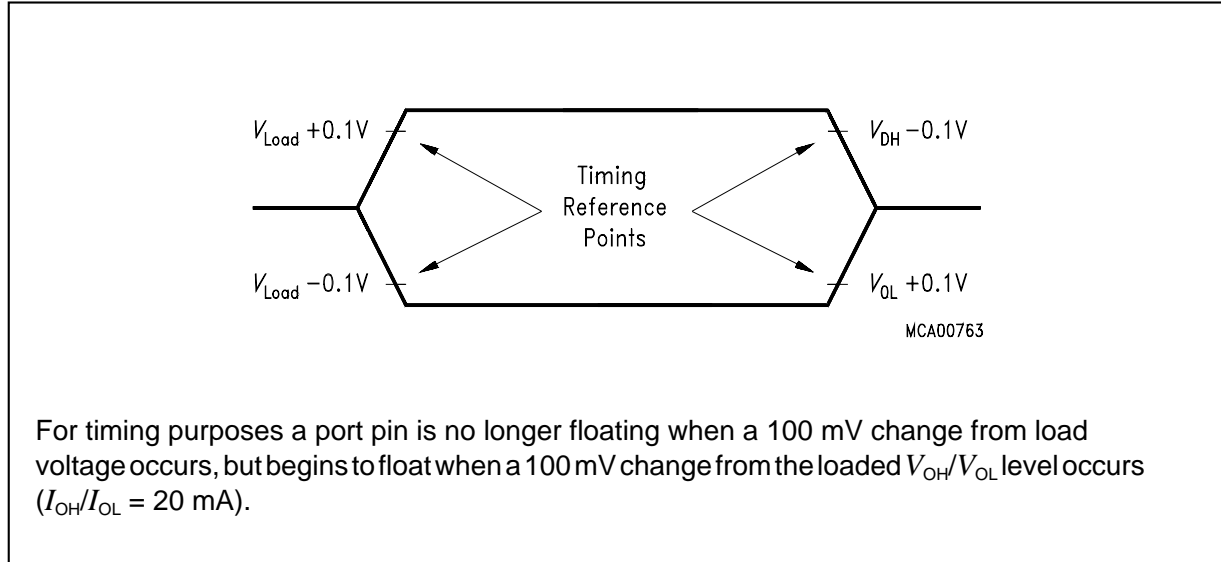 V_Load +0.1V
V_DH −0.1V
Timing
Reference
Points
V_Load −0.1V
V_OL +0.1V
MCA00763
For timing purposes a port pin is no longer floating when a 100 mV change from load
voltage occurs, but begins to float when a 100 mV change from the loaded V_OH/V_OL level occurs
(I_OH/I_OL = 20 mA).